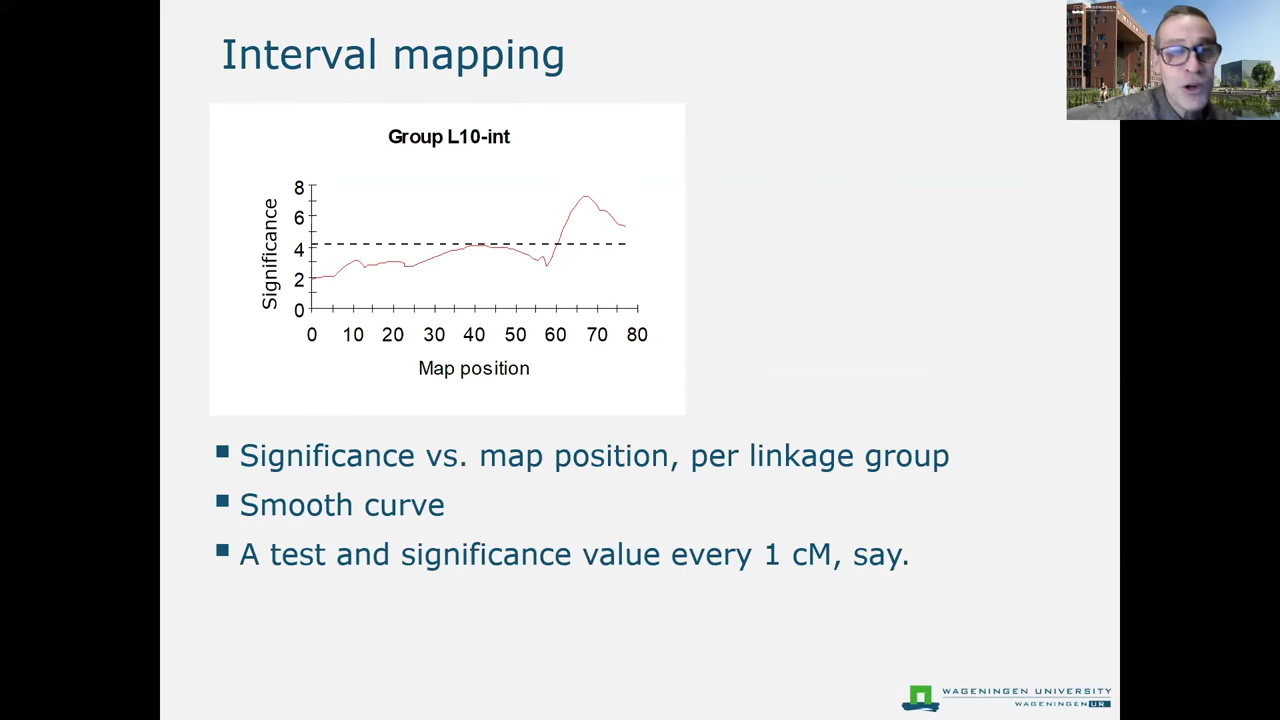 Interval mapping
Group L10-int
Significance
8
6
4
2
0
0 10 20 30 40 50 60 70 80
Map position
Significance vs. map position, per linkage group
Smooth curve
A test and significance value every 1 cM, say.
WAGENINGEN UNIVERSITY
WAGENINGEN UR